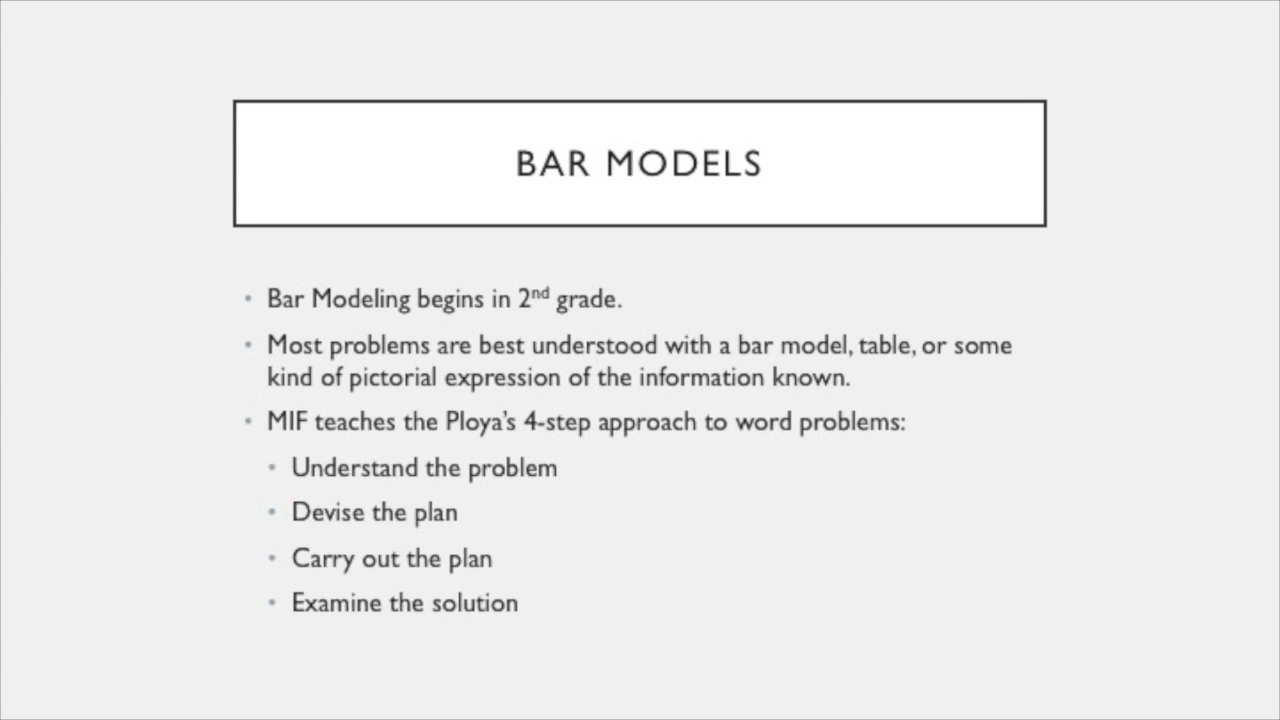 BAR MODELS
• Bar Modeling begins in 2nd grade.
• Most problems are best understood with a bar model, table, or some
kind of pictorial expression of the information known.
• MIF teaches the Ploya's 4-step approach to word problems:
• Understand the problem
• Devise the plan
• Carry out the plan
• Examine the solution